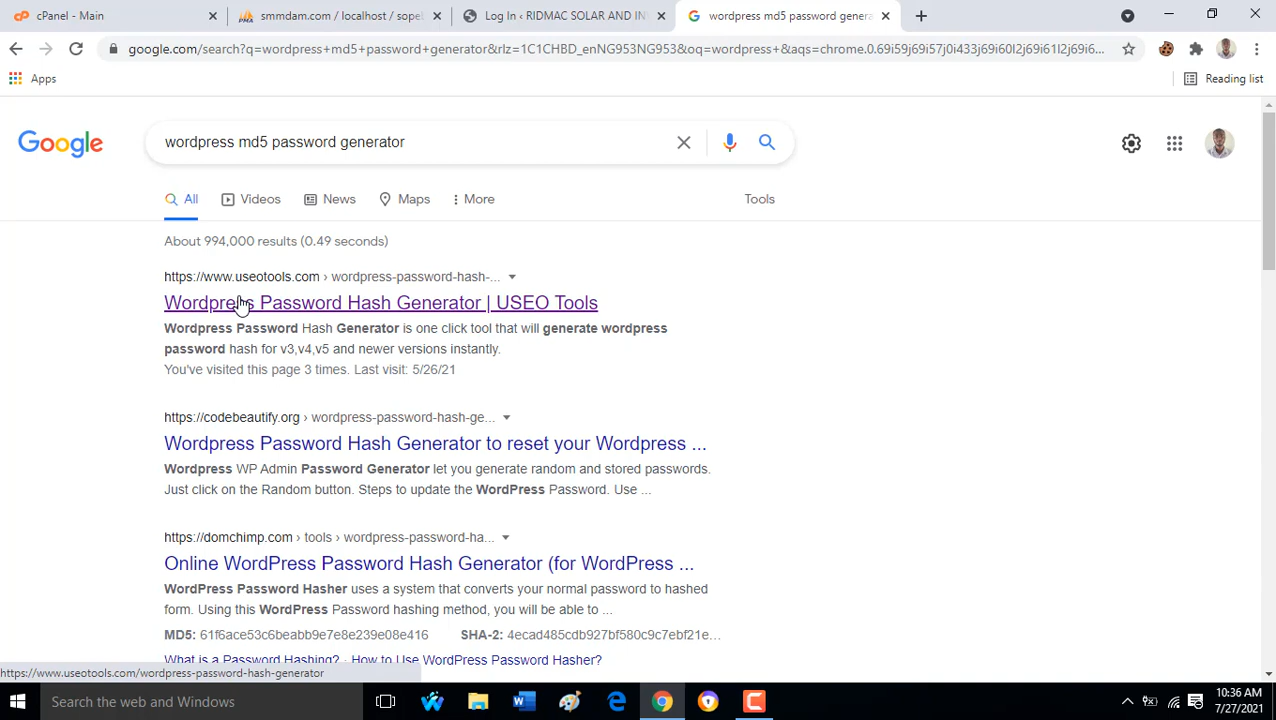 cPanel - Main
smmdam.com / localhost / sopel
Log In ‹ RIDMAC SOLAR AND IN
wordpress md5 password genera
google.com/search?q=wordpress+md5+password+generator&rlz=1C1CHBD_enNG953NG953&oq=wordpress+&aqs=chrome.0.69i59j69i57j0i433j69i60l2j69i61l2j69i6...
Apps
Reading list
Google
wordpress md5 password generator
All
Videos
News
Maps
More
Tools
About 994,000 results (0.49 seconds)
https://www.useotools.com › wordpress-password-hash-...
Wordpress Password Hash Generator | USEO Tools
Wordpress Password Hash Generator is one click tool that will generate wordpress
password hash for v3,v4,v5 and newer versions instantly.
You've visited this page 3 times. Last visit: 5/26/21
https://codebeautify.org › wordpress-password-hash-ge...
Wordpress Password Hash Generator to reset your Wordpress ...
Wordpress WP Admin Password Generator let you generate random and stored passwords.
Just click on the Random button. Steps to update the WordPress Password. Use ...
https://domchimp.com › tools › wordpress-password-ha...
Online WordPress Password Hash Generator (for WordPress ...
WordPress Password Hasher uses a system that converts your normal password to hashed
form. Using this WordPress Password hashing method, you will be able to ...
MD5: 61f6ace53c6beabb9e7e8e239e08e416 SHA-2: 4ecad485cdb927bf580c9c7ebf21e...
What is a Password Hashing? · How to Use WordPress Password Hasher?
https://www.useotools.com/wordpress-password-hash-generator
Search the web and Windows
10:36 AM
7/27/2021